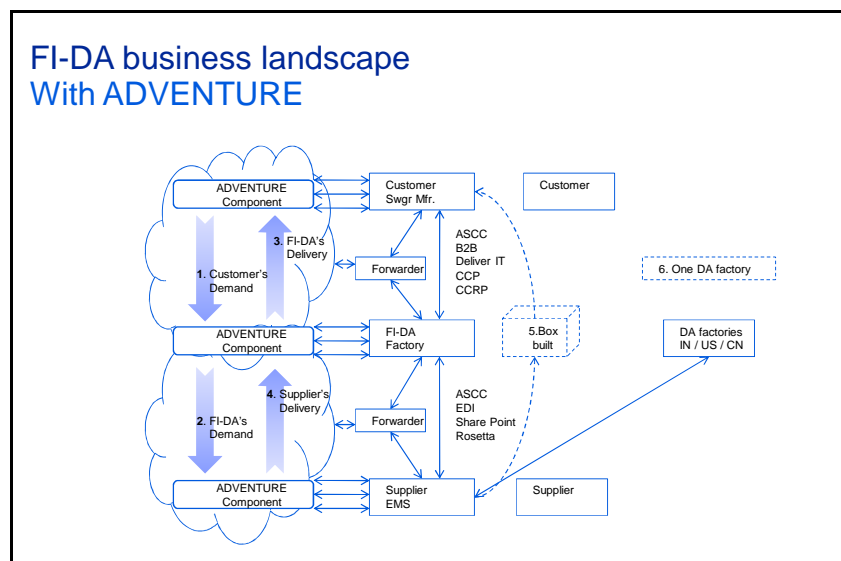 FI-DA business landscape
With ADVENTURE
ADVENTURE
Component
Customer
Swgr Mfr.
Customer
3. FI-DA's
Delivery
1. Customer's
Demand
Forwarder
ASCC
B2B
Deliver IT
CCP
CCRP
6. One DA factory
ADVENTURE
Component
FI-DA
Factory
5.Box
built
DA factories
IN / US / CN
4. Supplier's
Delivery
2. FI-DA's
Demand
Forwarder
ASCC
EDI
Share Point
Rosetta
ADVENTURE
Component
Supplier
EMS
Supplier